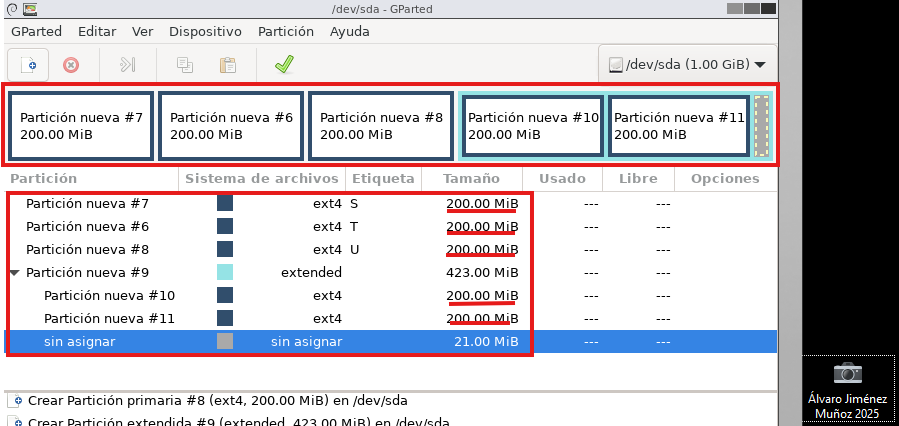 /dev/sda - GParted
GParted Editar Ver Dispositivo Partición Ayuda
/dev/sda (1.00 GiB)
Partición nueva #7 Partición nueva #6 Partición nueva #8 Partición nueva #10 Partición nueva #11
200.00 MiB 200.00 MiB 200.00 MiB 200.00 MiB 200.00 MiB
Partición Sistema de archivos Etiqueta Tamaño Usado Libre Opciones
Partición nueva #7 ext4 S 200.00 MiB --- ---
Partición nueva #6 ext4 T 200.00 MiB --- ---
Partición nueva #8 ext4 U 200.00 MiB --- ---
Partición nueva #9 extended 423.00 MiB --- ---
Partición nueva #10 ext4 200.00 MiB --- ---
Partición nueva #11 ext4 200.00 MiB --- ---
sin asignar sin asignar 21.00 MiB --- ---
Crear Partición primaria #8 (ext4, 200.00 MiB) en /dev/sda
Crear Partición extendida #9 (extended, 423.00 MiB) en /dev/sda
Álvaro Jiménez
Muñoz 2025